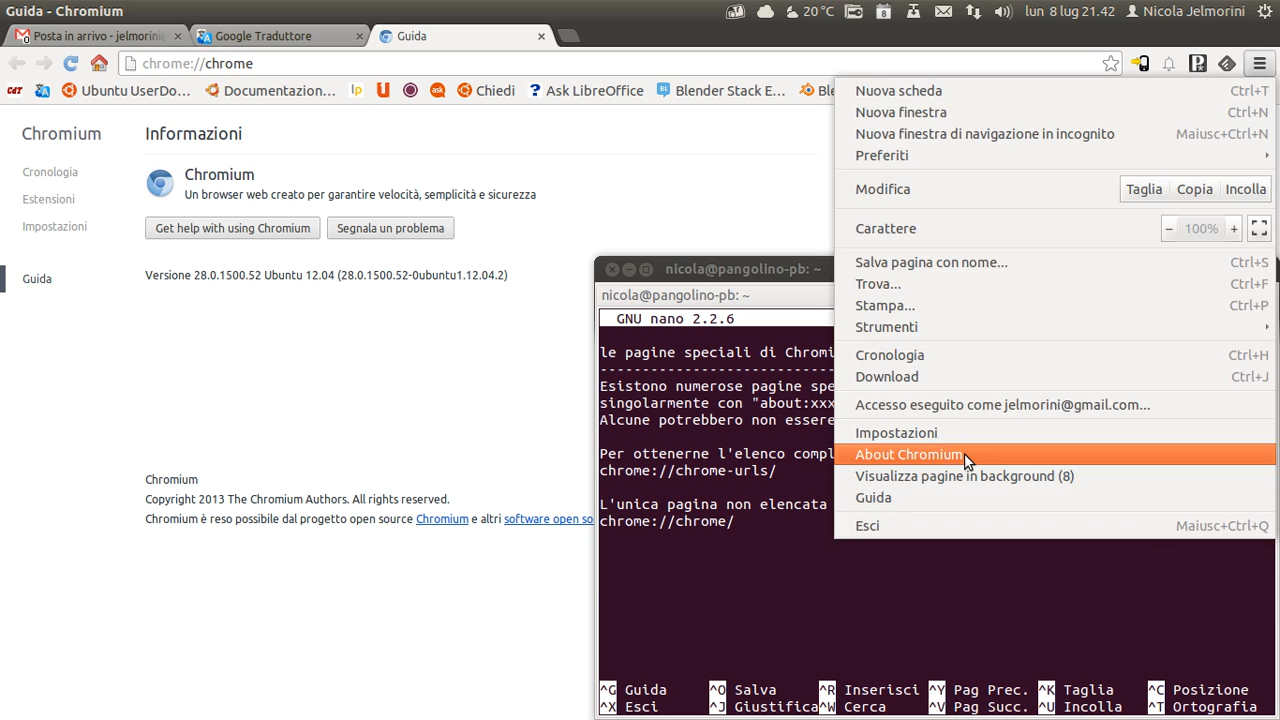 Guida - Chromium
20 °C
8
lun 8 lug 21.42
Nicola Jelmorini
Posta in arrivo - jelmorini@
Google Traduttore
Guida
chrome://chrome
CAT
Ubuntu UserDo...
lp
U
ask
Documentazion...
Chiedi
Ask LibreOffice
BL
Blender Stack E...
Chromium
Cronologia
Estensioni
Impostazioni
Guida
Informazioni
Chromium
Un browser web creato per garantire velocità, semplicità e sicurezza
Get help with using Chromium
Segnala un problema
Versione 28.0.1500.52 Ubuntu 12.04 (28.0.1500.52-0ubuntu1.12.04.2)
Chromium
Copyright 2013 The Chromium Authors. All rights reserved.
Chromium è reso possibile dal progetto open source Chromium e altri software open so
Nuova scheda Ctrl+T
Nuova finestra Ctrl+N
Nuova finestra di navigazione in incognito Maiusc+Ctrl+N
Preferiti
Modifica Taglia Copia Incolla
Carattere − 100% +
Salva pagina con nome... Ctrl+S
Trova... Ctrl+F
Stampa... Ctrl+P
Strumenti
Cronologia Ctrl+H
Download Ctrl+J
Accesso eseguito come jelmorini@gmail.com...
Impostazioni
About Chromium
Visualizza pagine in background (8)
Guida
Esci Maiusc+Ctrl+Q
nicola@pangolino-pb: ~
nicola@pangolino-pb: ~
GNU nano 2.2.6
le pagine speciali di Chromi
----------------------------
Esistono numerose pagine spe
singolarmente con "about:xxx
Alcune potrebbero non essere
Per ottenerne l'elenco compl
chrome://chrome-urls/
L'unica pagina non elencata
chrome://chrome/
^G Guida ^O Salva ^R Inserisci ^Y Pag Prec. ^K Taglia ^C Posizione
^X Esci ^J Giustifica ^W Cerca ^V Pag Succ. ^U Incolla ^T Ortografia